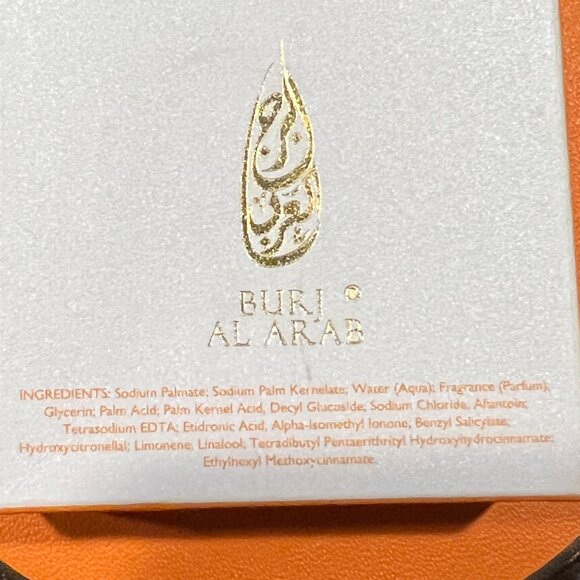 برج العرب
BURJ
AL ARAB
INGREDIENTS: Sodium Palmate; Sodium Palm Kernelate; Water (Aqua); Fragrance (Parfum);
Glycerin; Palm Acid; Palm Kernel Acid, Decyl Glucoside; Sodium Chloride; Allantoin;
Tetrasodium EDTA; Etidronic Acid, Alpha-Isomethyl Ionone; Benzyl Salicylate;
Hydroxycitronellal; Limonene, Linalool; Tetradibutyl Pentaerithrityl Hydroxyhydrocinnamate;
Ethylhexyl Methoxycinnamate.